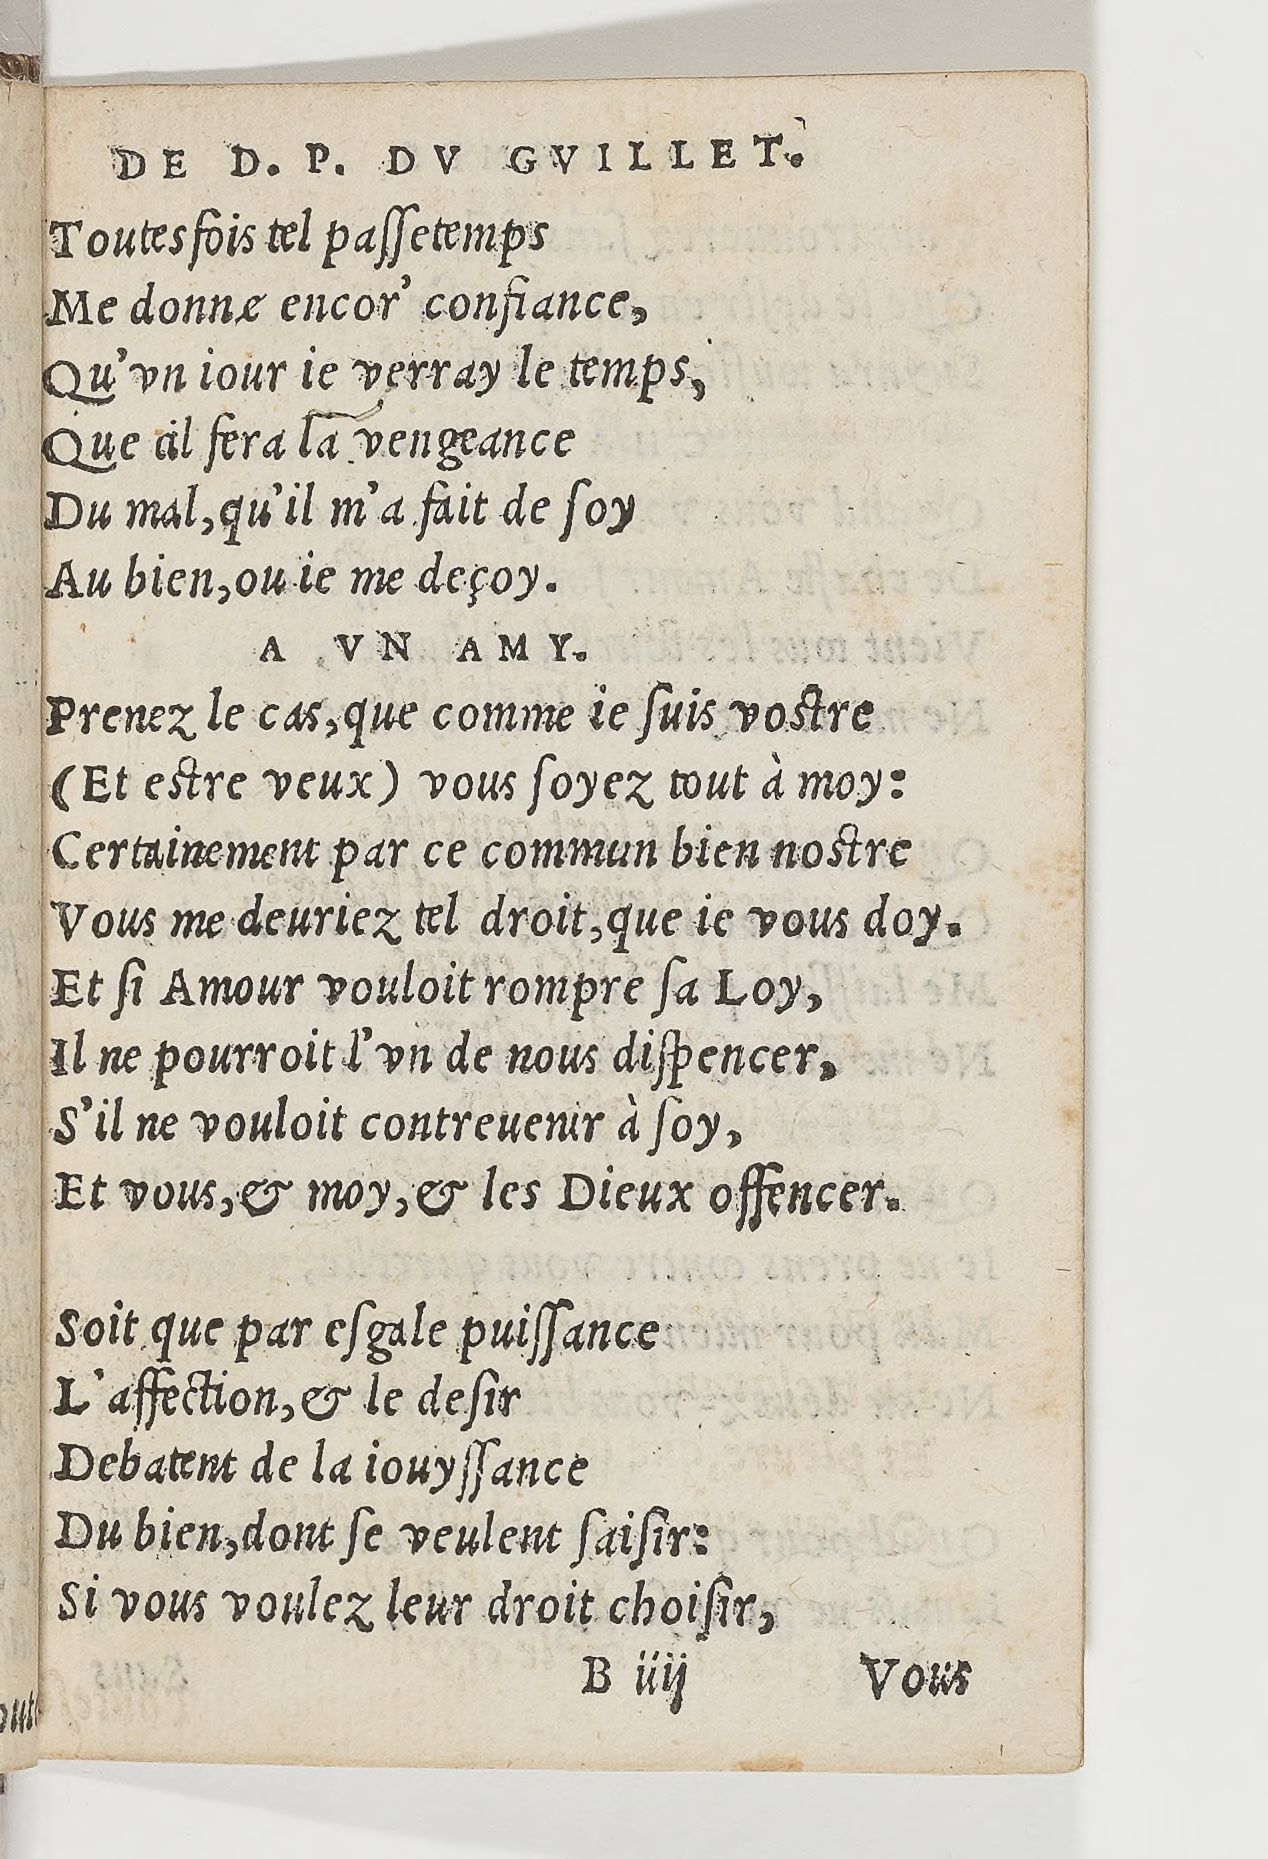 DE D. P. DV GVILLET.
Toutesfois tel paſſetemps
Me donne encor' confiance,
Qu'vn iour ie verray le temps,
Que cil fera la vengeance
Du mal, qu'il m'a fait de ſoy
Au bien, ou ie me deçoy.
A VN AMY.
Prenez le cas, que comme ie ſuis voſtre
(Et eſtre veux) vous ſoyez tout à moy:
Certainement par ce commun bien noſtre
Vous me deuriez tel droit, que ie vous doy.
Et ſi Amour vouloit rompre ſa Loy,
Il ne pourroit l'vn de nous diſpencer,
S'il ne vouloit contreuenir à ſoy,
Et vous, & moy, & les Dieux offencer.
Soit que par eſgale puiſſance
L'affection, & le deſir
Debatent de la iouyſſance
Du bien, dont ſe veulent ſaiſir:
Si vous voulez leur droit choiſir,
B iiij Vous